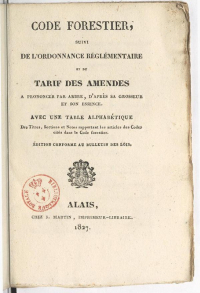 CODE FORESTIER,
SUIVI
DE L'ORDONNANCE RÉGLÉMENTAIRE
ET DU
TARIF DES AMENDES
A PRONONCER PAR ARBRE, D'APRÈS SA GROSSEUR
ET SON ESSENCE.
AVEC UNE TABLE ALPHABÉTIQUE
Des Titres, Sections et Notes rapportant les articles des Codes
cités dans le Code forestier.
ÉDITION CONFORME AU BULLETIN DES LOIS.
ALAIS,
CHEZ A. MARTIN, IMPRIMEUR-LIBRAIRE.
1827.